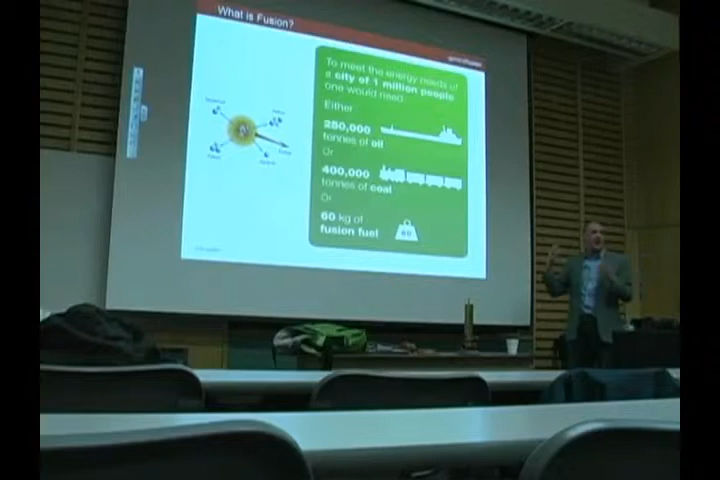 What is Fusion?
To meet the energy needs of
a city of 1 million people
one would need:
Either
250,000
tonnes of oil
Or
400,000
tonnes of coal
Or
60 kg of
fusion fuel
60